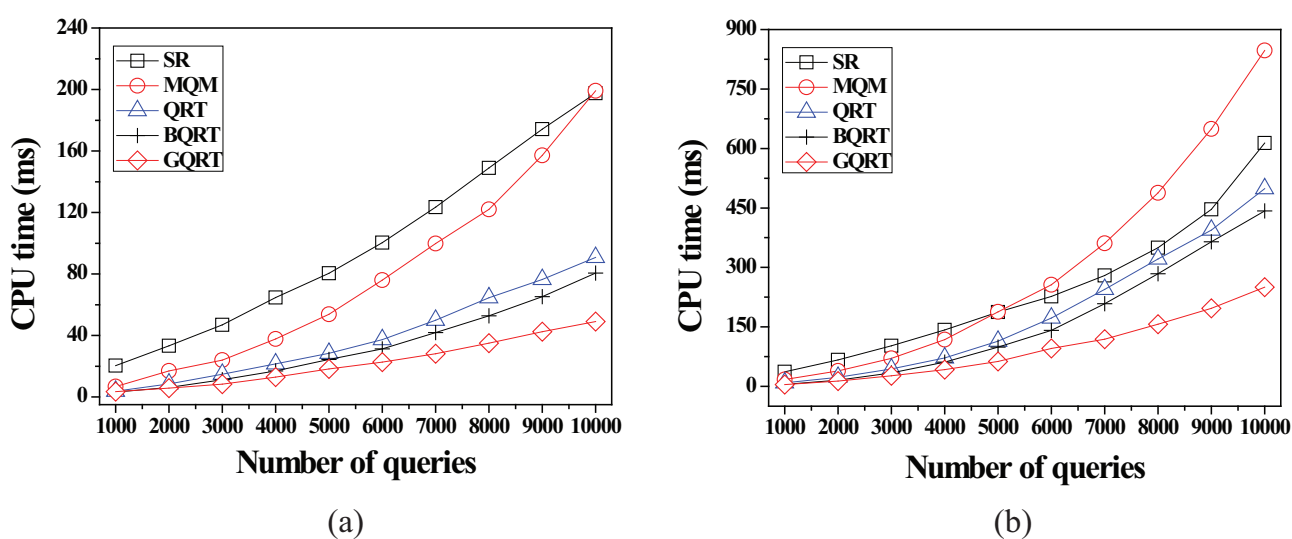 240
200
160
120
80
40
0
CPU time (ms)
SR
MQM
QRT
BQRT
GQRT
1000 2000 3000 4000 5000 6000 7000 8000 9000 10000
Number of queries
(a)
900
750
600
450
300
150
0
CPU time (ms)
SR
MQM
QRT
BQRT
GQRT
1000 2000 3000 4000 5000 6000 7000 8000 9000 10000
Number of queries
(b)